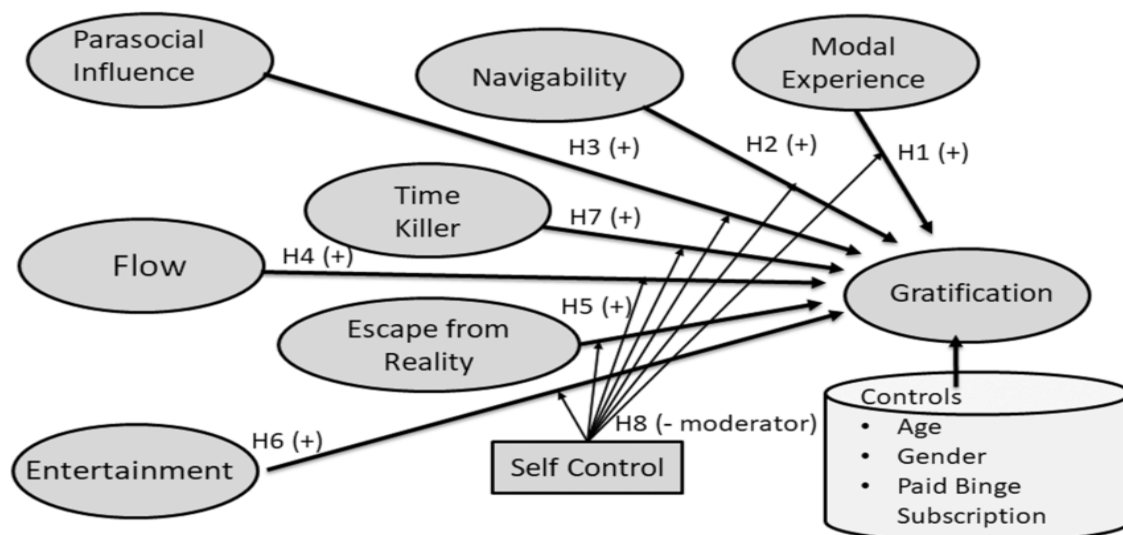 Parasocial
Influence
Navigability
Modal
Experience
H3 (+)
H2 (+)
H1 (+)
Time
Killer
H7 (+)
Flow
H4 (+)
Gratification
H5 (+)
Escape from
Reality
Controls
• Age
• Gender
• Paid Binge
Subscription
H8 (- moderator)
H6 (+)
Entertainment
Self Control